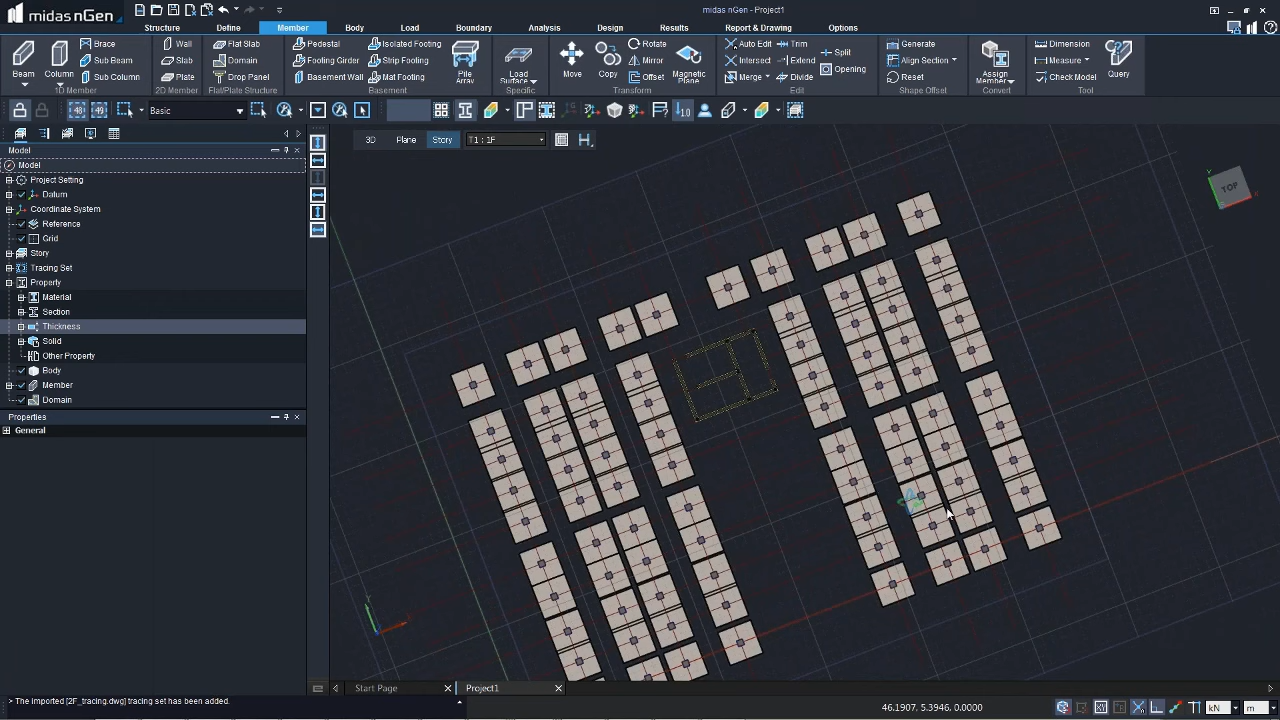 midas nGen
midas nGen - Project1
Structure Define Member Body Load Boundary Analysis Design Report & Drawing Options
Beam
Column
Brace
Sub Beam
Sub Column
1D Member
Wall
Slab
Plate
2D Member
Flat Slab
Domain
Drop Panel
Flat/Plate Structure
Pedestal
Footing Girder
Basement Wall
Isolated Footing
Strip Footing
Mat Footing
Pile Array
Basement
Load Surface
Specific
Move
Copy
Rotate
Mirror
Offset
Magnetic Plane
Transform
Auto Edit
Intersect
Merge
Trim
Extend
Divide
Split
Opening
Edit
Generate
Align Section
Reset
Shape Offset
Assign Member
Convert
Dimension
Measure
Check Model
Query
Tool
Basic
3D Plane Story T1 : 1F
Model
Model
Project Setting
Datum
Coordinate System
Reference
Grid
Story
Tracing Set
Property
Material
Section
Thickness
Solid
Other Property
Body
Member
Domain
Properties
General
TOP
Start Page
Project1
> The imported [2F_tracing.dwg] tracing set has been added.
46.1907, 5.3946, 0.0000
kN
m